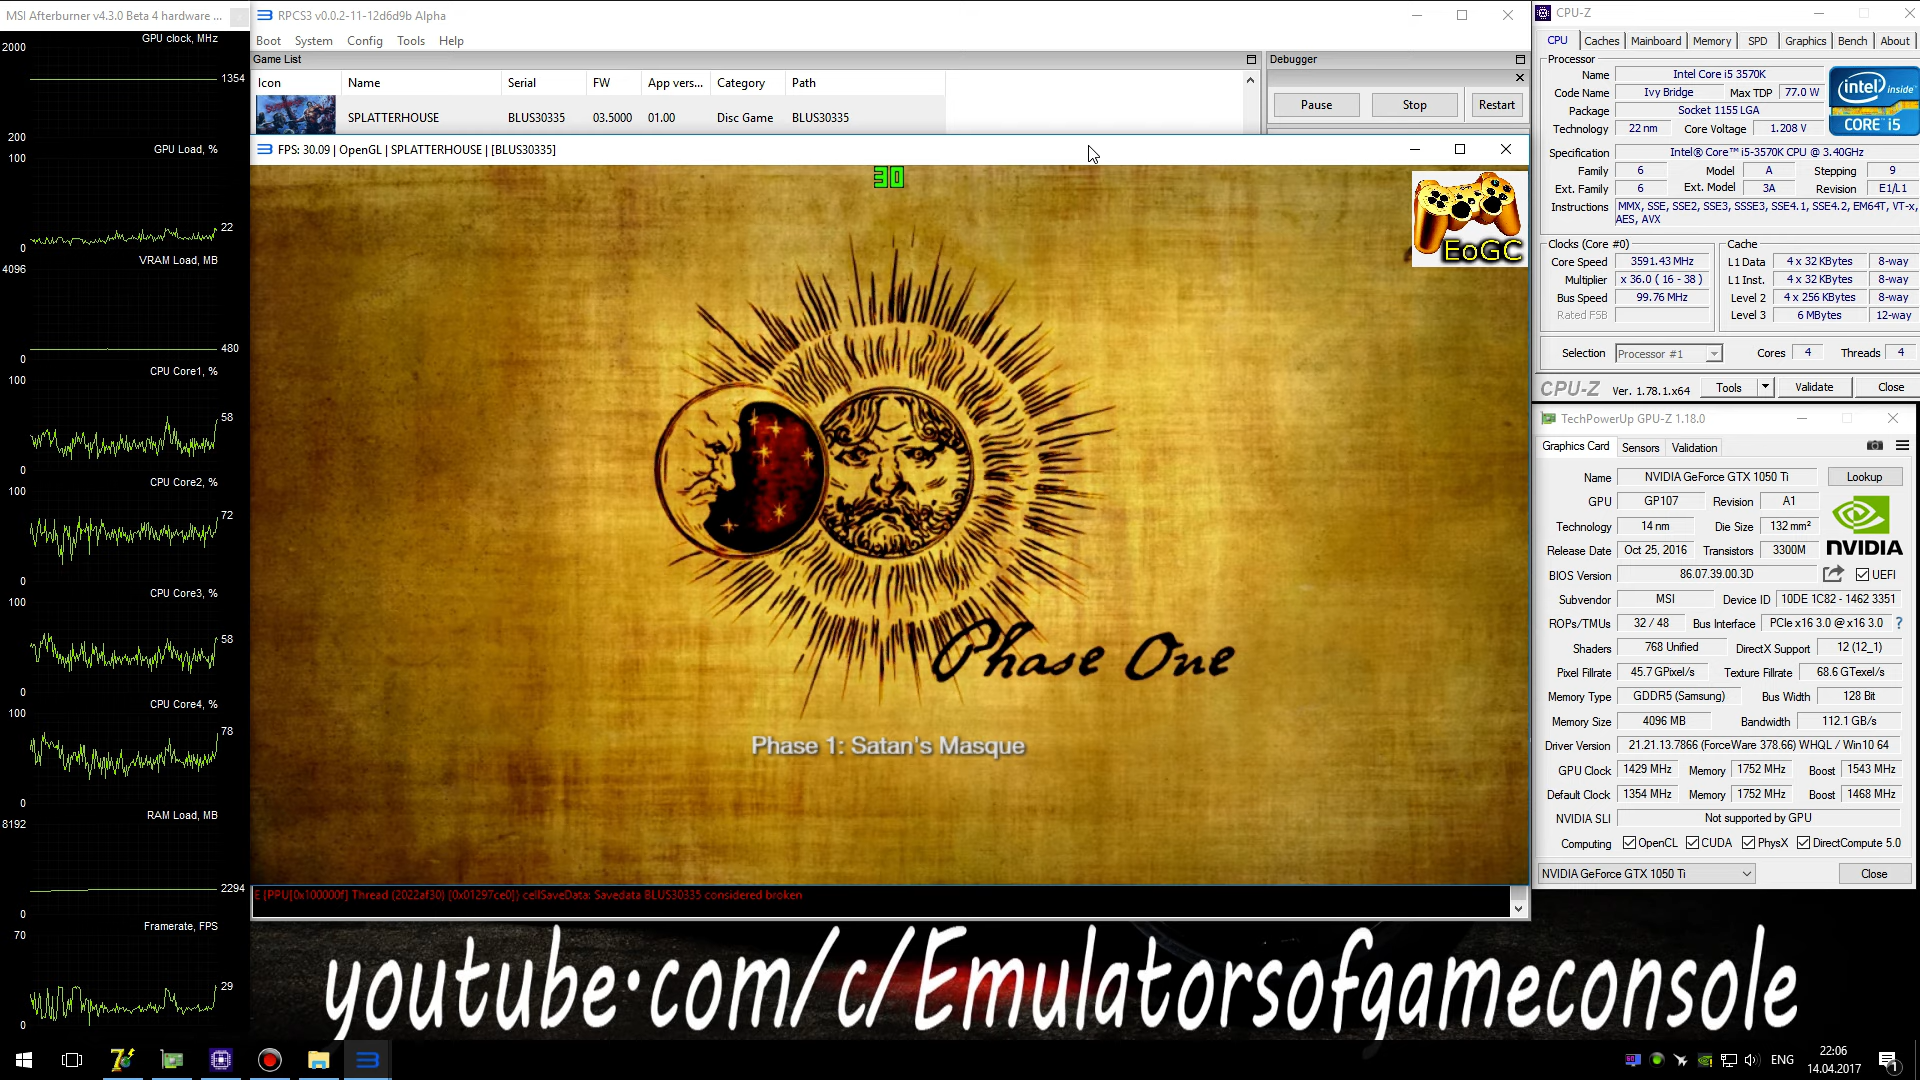 MSI Afterburner v4.3.0 Beta 4 hardware ...
GPU clock, MHz
2000
1354
200
GPU Load, %
100
22
0
VRAM Load, MB
4096
480
0
CPU Core1, %
100
58
0
CPU Core2, %
100
72
0
CPU Core3, %
100
58
0
CPU Core4, %
100
78
0
RAM Load, MB
8192
2294
0
Framerate, FPS
70
29
0
RPCS3 v0.0.2-11-12d6d9b Alpha
Boot System Config Tools Help
Game List
Icon Name Serial FW App vers... Category Path
SPLATTERHOUSE BLUS30335 03.5000 01.00 Disc Game BLUS30335
Debugger
Pause Stop Restart
FPS: 30.09 | OpenGL | SPLATTERHOUSE | [BLUS30335]
30
EoGC
Phase One
Phase 1: Satan's Masque
E {PPU[0x100000f] Thread (2022af30) [0x01297ce0]} cellSaveData: Savedata BLUS30335 considered broken
youtube.com/c/Emulatorsofgameconsole
CPU-Z
CPU Caches Mainboard Memory SPD Graphics Bench About
Processor
Name Intel Core i5 3570K
Code Name Ivy Bridge Max TDP 77.0 W
Package Socket 1155 LGA
Technology 22 nm Core Voltage 1.208 V
intel inside™
CORE i5
Specification Intel® Core™ i5-3570K CPU @ 3.40GHz
Family 6 Model A Stepping 9
Ext. Family 6 Ext. Model 3A Revision E1/L1
Instructions MMX, SSE, SSE2, SSE3, SSSE3, SSE4.1, SSE4.2, EM64T, VT-x,
AES, AVX
Clocks (Core #0)
Core Speed 3591.43 MHz
Multiplier x 36.0 ( 16 - 38 )
Bus Speed 99.76 MHz
Rated FSB
Cache
L1 Data 4 x 32 KBytes 8-way
L1 Inst. 4 x 32 KBytes 8-way
Level 2 4 x 256 KBytes 8-way
Level 3 6 MBytes 12-way
Selection Processor #1 Cores 4 Threads 4
CPU-Z Ver. 1.78.1.x64 Tools Validate Close
TechPowerUp GPU-Z 1.18.0
Graphics Card Sensors Validation
Name NVIDIA GeForce GTX 1050 Ti Lookup
GPU GP107 Revision A1
Technology 14 nm Die Size 132 mm²
Release Date Oct 25, 2016 Transistors 3300M
NVIDIA
BIOS Version 86.07.39.00.3D UEFI
Subvendor MSI Device ID 10DE 1C82 - 1462 3351
ROPs/TMUs 32 / 48 Bus Interface PCIe x16 3.0 @ x16 3.0 ?
Shaders 768 Unified DirectX Support 12 (12_1)
Pixel Fillrate 45.7 GPixel/s Texture Fillrate 68.6 GTexel/s
Memory Type GDDR5 (Samsung) Bus Width 128 Bit
Memory Size 4096 MB Bandwidth 112.1 GB/s
Driver Version 21.21.13.7866 (ForceWare 378.66) WHQL / Win10 64
GPU Clock 1429 MHz Memory 1752 MHz Boost 1543 MHz
Default Clock 1354 MHz Memory 1752 MHz Boost 1468 MHz
NVIDIA SLI Not supported by GPU
Computing OpenCL CUDA PhysX DirectCompute 5.0
NVIDIA GeForce GTX 1050 Ti Close
ENG
22:06
14.04.2017
1